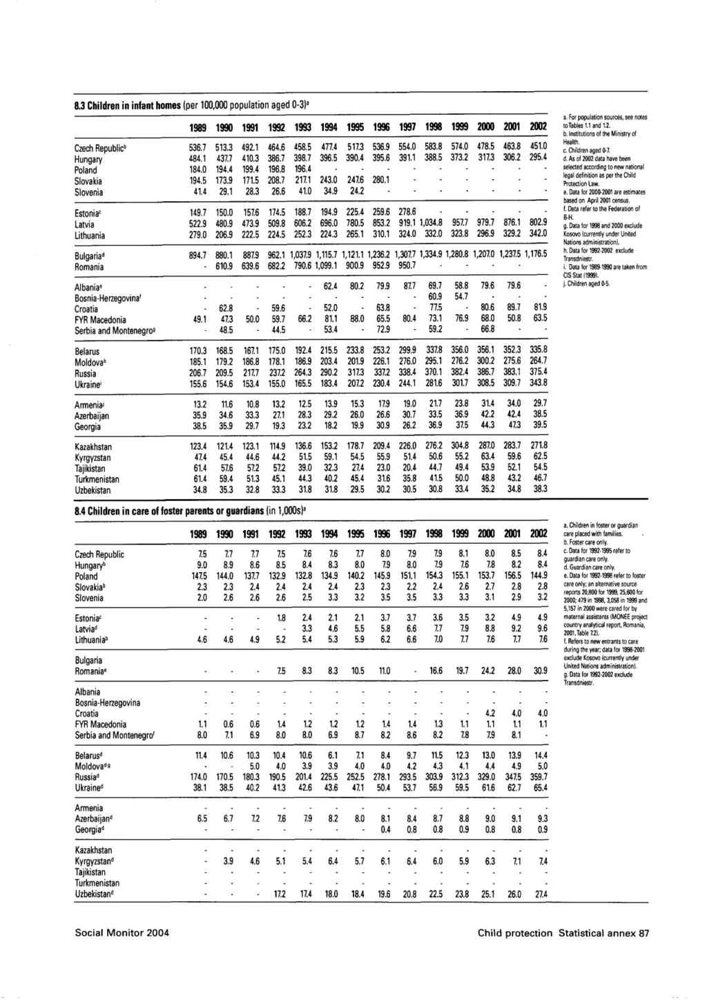 8.3 Children in infant homes (per 100,000 population aged 0-3)ᵃ
1989 1990 1991 1992 1993 1994 1995 1996 1997 1998 1999 2000 2001 2002
Czech Republicᵇ 536.7 513.3 492.1 464.6 458.5 477.4 517.3 536.9 554.0 583.8 574.0 478.5 463.8 451.0
Hungary 484.1 437.7 410.3 386.7 398.7 396.5 390.4 395.6 391.1 388.5 373.2 317.3 306.2 295.4
Poland 184.0 194.4 199.4 196.8 196.4 - - - - - - - - -
Slovakia 194.5 173.9 171.5 208.7 217.1 243.0 247.6 280.1 - - - - - -
Slovenia 41.4 29.1 28.3 26.6 41.0 34.9 24.2 - - - - - - -
Estoniaᶜ 149.7 150.0 157.6 174.5 188.7 194.9 225.4 259.6 278.6 - - - - -
Latvia 522.9 480.9 473.9 509.8 606.2 696.0 780.5 853.2 919.1 1,034.8 957.7 979.7 876.1 802.9
Lithuania 279.0 206.9 222.5 224.5 252.3 224.3 265.1 310.1 324.0 332.0 323.8 296.9 329.2 342.0
Bulgariaᵈ 894.7 880.1 887.9 962.1 1,037.9 1,115.7 1,121.1 1,236.2 1,307.7 1,334.9 1,280.8 1,207.0 1,237.5 1,176.5
Romania - 610.9 639.6 682.2 790.6 1,099.1 900.9 952.9 950.7 - - - - -
Albaniaᵉ - - - - - 62.4 80.2 79.9 87.7 69.7 58.8 79.6 79.6 -
Bosnia-Herzegovinaᶠ - - - - - - - - - 60.9 54.7 - - -
Croatia - 62.8 - 59.6 - 52.0 - 63.8 - 77.5 - 80.6 89.7 81.9
FYR Macedonia 49.1 47.3 50.0 59.7 66.2 81.1 88.0 65.5 80.4 73.1 76.9 68.0 50.8 63.5
Serbia and Montenegroᵍ - 48.5 - 44.5 - 53.4 - 72.9 - 59.2 - 66.8 - -
Belarus 170.3 168.5 167.1 175.0 192.4 215.5 233.8 253.2 299.9 337.8 356.0 356.1 352.3 335.8
Moldovaʰ 185.1 179.2 186.8 178.1 186.9 203.4 201.9 226.1 276.0 295.1 276.2 300.2 275.6 264.7
Russia 206.7 209.5 217.7 237.2 264.3 290.2 317.3 337.2 338.4 370.1 382.4 386.7 383.1 375.4
Ukraineⁱ 155.6 154.6 153.4 155.0 165.5 183.4 207.2 230.4 244.1 281.6 301.7 308.5 309.7 343.8
Armeniaʲ 13.2 11.6 10.8 13.2 12.5 13.9 15.3 17.9 19.0 21.7 23.8 31.4 34.0 29.7
Azerbaijan 35.9 34.6 33.3 27.1 28.3 29.2 26.0 26.6 30.7 33.5 36.9 42.2 42.4 38.5
Georgia 38.5 35.9 29.7 19.3 23.2 18.2 19.9 30.9 26.2 36.9 37.5 44.3 47.3 39.5
Kazakhstan 123.4 121.4 123.1 114.9 136.6 153.2 178.7 209.4 226.0 276.2 304.8 287.0 283.7 271.8
Kyrgyzstan 47.4 45.4 44.6 44.2 51.5 59.1 54.5 55.9 51.4 50.6 55.2 63.4 59.6 62.5
Tajikistan 61.4 57.6 57.2 57.2 39.0 32.3 27.4 23.0 20.4 44.7 49.4 53.9 52.1 54.5
Turkmenistan 61.4 59.4 51.3 45.1 44.3 40.2 45.4 31.6 35.8 41.5 50.0 48.8 43.2 46.7
Uzbekistan 34.8 35.3 32.8 33.3 31.8 31.8 29.5 30.2 30.5 30.8 33.4 35.2 34.8 38.3
a. For population sources, see notes
to Tables 1.1 and 1.2.
b. Institutions of the Ministry of
Health.
c. Children aged 0-7.
d. As of 2002 data have been
selected according to new national
legal definition as per the Child
Protection Law.
e. Data for 2000-2001 are estimates
based on April 2001 census.
f. Data refer to the Federation of
B-H.
g. Data for 1998 and 2000 exclude
Kosovo (currently under United
Nations administration).
h. Data for 1992-2002 exclude
Transdniestr.
i. Data for 1989-1990 are taken from
CIS Stat (1999).
j. Children aged 0-5.
8.4 Children in care of foster parents or guardians (in 1,000s)ᵃ
1989 1990 1991 1992 1993 1994 1995 1996 1997 1998 1999 2000 2001 2002
Czech Republic 7.5 7.7 7.7 7.5 7.6 7.6 7.7 8.0 7.9 7.9 8.1 8.0 8.5 8.4
Hungaryᵇ 9.0 8.9 8.6 8.5 8.4 8.3 8.0 7.9 8.0 7.9 7.6 7.8 8.2 8.4
Poland 147.5 144.0 137.7 132.9 132.8 134.9 140.2 145.9 151.1 154.3 155.1 153.7 156.5 144.9
Slovakiaᵇ 2.3 2.3 2.4 2.4 2.4 2.4 2.3 2.3 2.2 2.4 2.6 2.7 2.8 2.8
Slovenia 2.0 2.6 2.6 2.6 2.5 3.3 3.2 3.5 3.5 3.3 3.3 3.1 2.9 3.2
Estoniaᶜ - - - 1.8 2.4 2.1 2.1 3.7 3.7 3.6 3.5 3.2 4.9 4.9
Latviaᵈ - - - - 3.3 4.6 5.5 5.8 6.6 7.7 7.9 8.8 9.2 9.6
Lithuaniaᵇ 4.6 4.6 4.9 5.2 5.4 5.3 5.9 6.2 6.6 7.0 7.7 7.6 7.7 7.6
Bulgaria
Romaniaᵉ - - - 7.5 8.3 8.3 10.5 11.0 - 16.6 19.7 24.2 28.0 30.9
Albania - - - - - - - - - - - - - -
Bosnia-Herzegovina - - - - - - - - - - - - - -
Croatia - - - - - - - - - - - 4.2 4.0 4.0
FYR Macedonia 1.1 0.6 0.6 1.4 1.2 1.2 1.2 1.4 1.4 1.3 1.1 1.1 1.1 1.1
Serbia and Montenegroᶠ 8.0 7.1 6.9 8.0 8.0 6.9 8.7 8.2 8.6 8.2 7.8 7.9 8.1 -
Belarusᵈ 11.4 10.6 10.3 10.4 10.6 6.1 7.1 8.4 9.7 11.5 12.3 13.0 13.9 14.4
Moldovaᵈᵍ - - 5.0 4.0 3.9 3.9 4.0 4.0 4.2 4.3 4.1 4.4 4.9 5.0
Russiaᵈ 174.0 170.5 180.3 190.5 201.4 225.5 252.5 278.1 293.5 303.9 312.3 329.0 347.5 359.7
Ukraineᵈ 38.1 38.5 40.2 41.3 42.6 43.6 47.1 50.4 53.7 56.9 59.5 61.6 62.7 65.4
Armenia - - - - - - - - - - - - - -
Azerbaijanᵈ 6.5 6.7 7.2 7.6 7.9 8.2 8.0 8.1 8.4 8.7 8.8 9.0 9.1 9.3
Georgiaᵈ - - - - - - - 0.4 0.8 0.8 0.9 0.8 0.8 0.9
Kazakhstan - - - - - - - - - - - - - -
Kyrgyzstanᵈ - 3.9 4.6 5.1 5.4 6.4 5.7 6.1 6.4 6.0 5.9 6.3 7.1 7.4
Tajikistan - - - - - - - - - - - - - -
Turkmenistan - - - - - - - - - - - - - -
Uzbekistanᵈ - - - 17.2 17.4 18.0 18.4 19.6 20.8 22.5 23.8 25.1 26.0 27.4
a. Children in foster or guardian
care placed with families.
b. Foster care only.
c. Data for 1992-1995 refer to
guardian care only.
d. Guardian care only.
e. Data for 1992-1998 refer to foster
care only; an alternative source
reports 20,800 for 1999, 25,600 for
2000; 479 in 1998, 3,058 in 1999 and
5,157 in 2000 were cared for by
maternal assistants (MONEE project
country analytical report, Romania,
2001, Table 7.2).
f. Refers to new entrants to care
during the year; data for 1998-2001
exclude Kosovo (currently under
United Nations administration).
g. Data for 1992-2002 exclude
Transdniestr.
Social Monitor 2004
Child protection Statistical annex 87